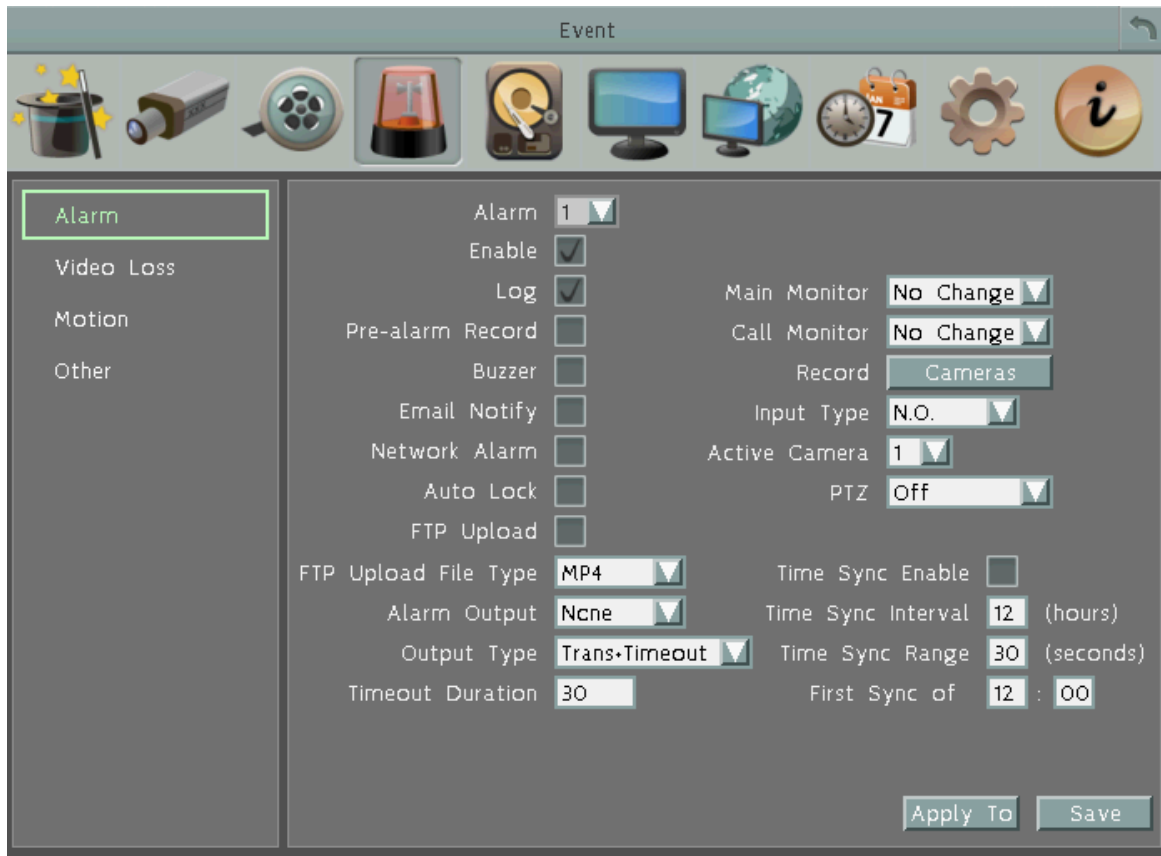 Event
JAN
7
i
Alarm
Video Loss
Motion
Other
Alarm 1
Enable
Log
Main Monitor No Change
Pre-alarm Record
Call Monitor No Change
Buzzer
Record Cameras
Email Notify
Input Type N.O.
Network Alarm
Active Camera 1
Auto Lock
PTZ Off
FTP Upload
FTP Upload File Type MP4
Time Sync Enable
Alarm Output None
Time Sync Interval 12 (hours)
Output Type Trans+Timeout
Time Sync Range 30 (seconds)
Timeout Duration 30
First Sync of 12 : 00
Apply To Save